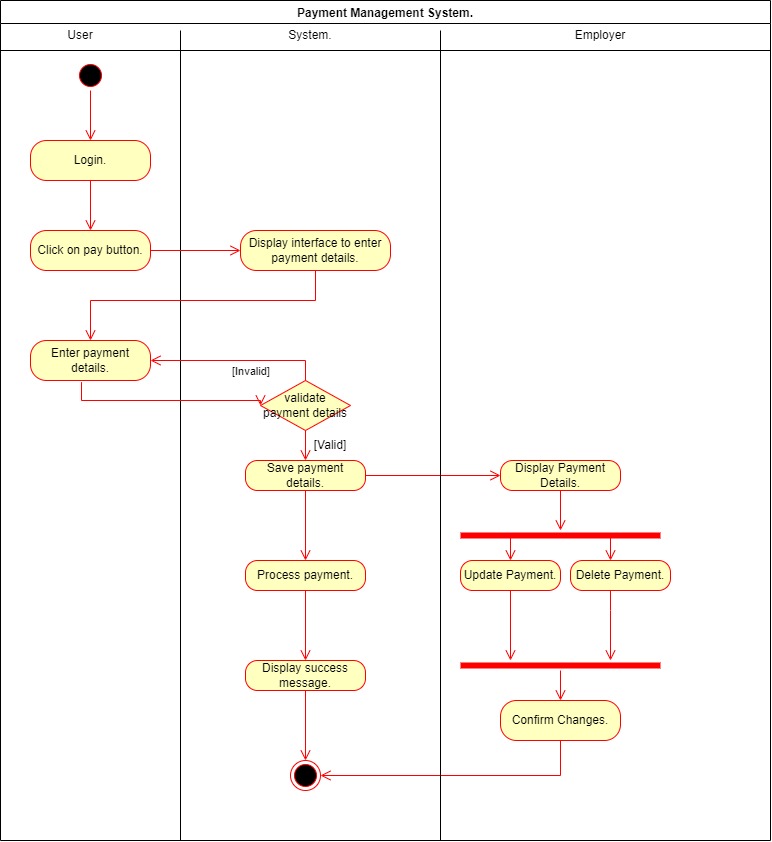 Payment Management System.
User
System.
Employer
Login.
Click on pay button.
Display interface to enter
payment details.
Enter payment
details.
[Invalid]
validate
payment details
[Valid]
Save payment
details.
Display Payment
Details.
Process payment.
Update Payment.
Delete Payment.
Display success
message.
Confirm Changes.